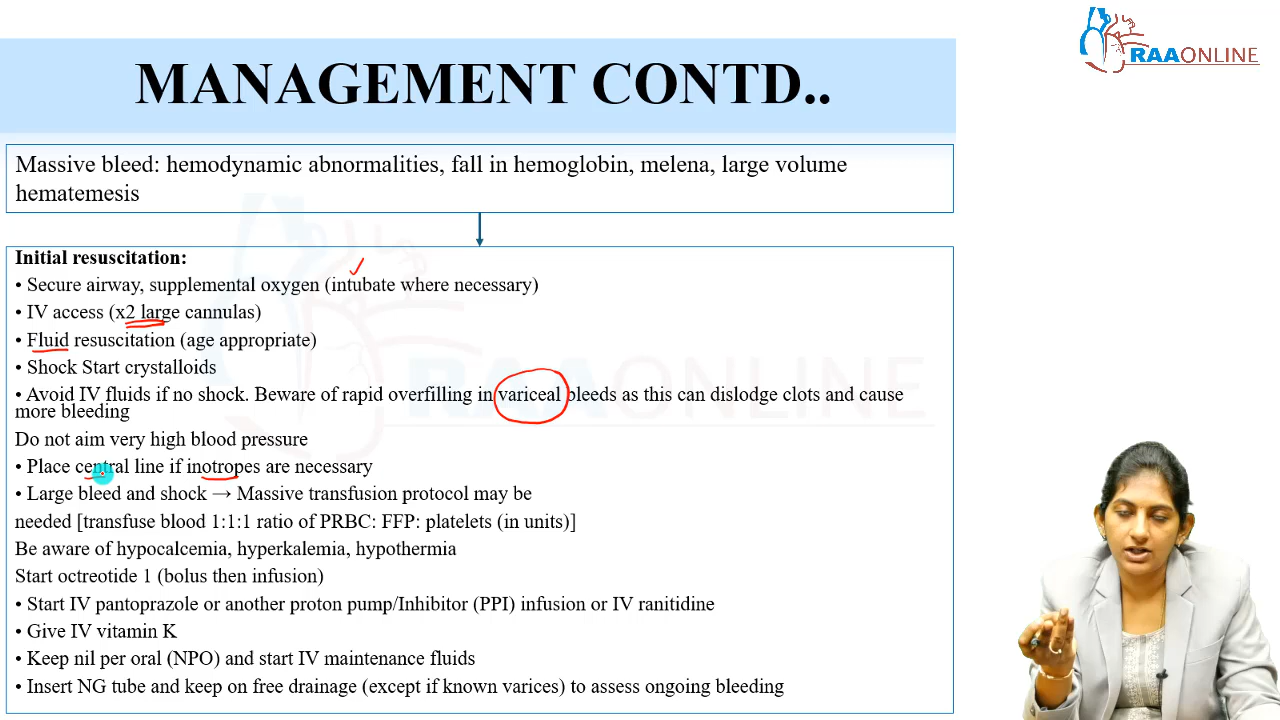 RAAONLINE
MANAGEMENT CONTD..
Massive bleed: hemodynamic abnormalities, fall in hemoglobin, melena, large volume
hematemesis
Initial resuscitation:
• Secure airway, supplemental oxygen (intubate where necessary)
• IV access (x2 large cannulas)
• Fluid resuscitation (age appropriate)
• Shock Start crystalloids
• Avoid IV fluids if no shock. Beware of rapid overfilling in variceal bleeds as this can dislodge clots and cause
more bleeding
Do not aim very high blood pressure
• Place central line if inotropes are necessary
• Large bleed and shock → Massive transfusion protocol may be
needed [transfuse blood 1:1:1 ratio of PRBC: FFP: platelets (in units)]
Be aware of hypocalcemia, hyperkalemia, hypothermia
Start octreotide 1 (bolus then infusion)
• Start IV pantoprazole or another proton pump/Inhibitor (PPI) infusion or IV ranitidine
• Give IV vitamin K
• Keep nil per oral (NPO) and start IV maintenance fluids
• Insert NG tube and keep on free drainage (except if known varices) to assess ongoing bleeding
RAAONLINE